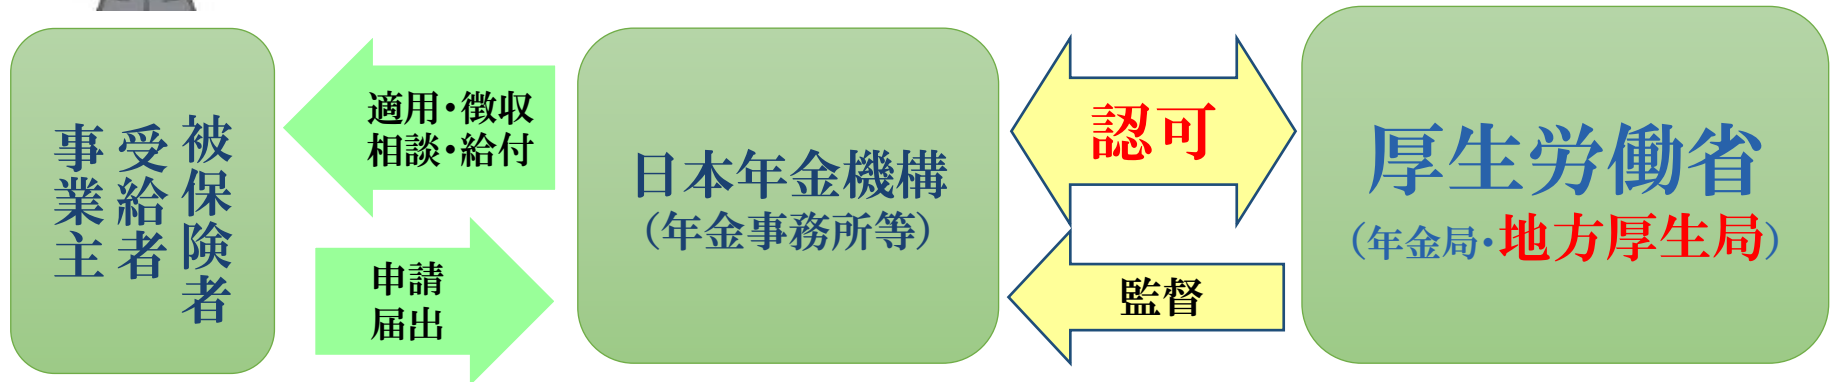 被保険者
受給者
事業主
適用・徴収
相談・給付
申請
届出
日本年金機構
（年金事務所等）
認可
監督
厚生労働省
（年金局・地方厚生局）